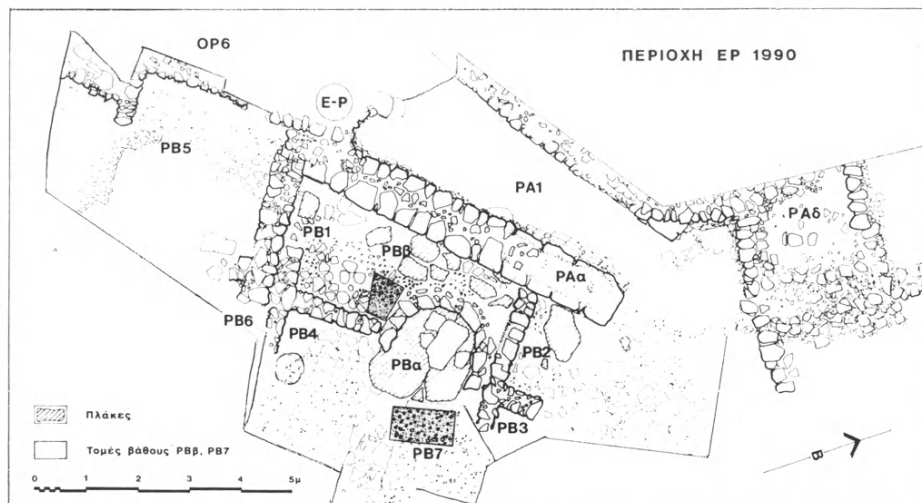 ΟΡ6
ΠΕΡΙΟΧΗ ΕΡ 1990
Ε-Ρ
ΡΒ5
ΡΑ1
ΡΑδ
ΡΒ1
ΡΒβ
ΡΑα
ΡΒ6
ΡΒ4
ΡΒ2
ΡΒα
ΡΒ3
ΡΒ7
Πλάκες
Τομές βάθους ΡΒβ, ΡΒ7
0 1 2 3 4 5μ
Β